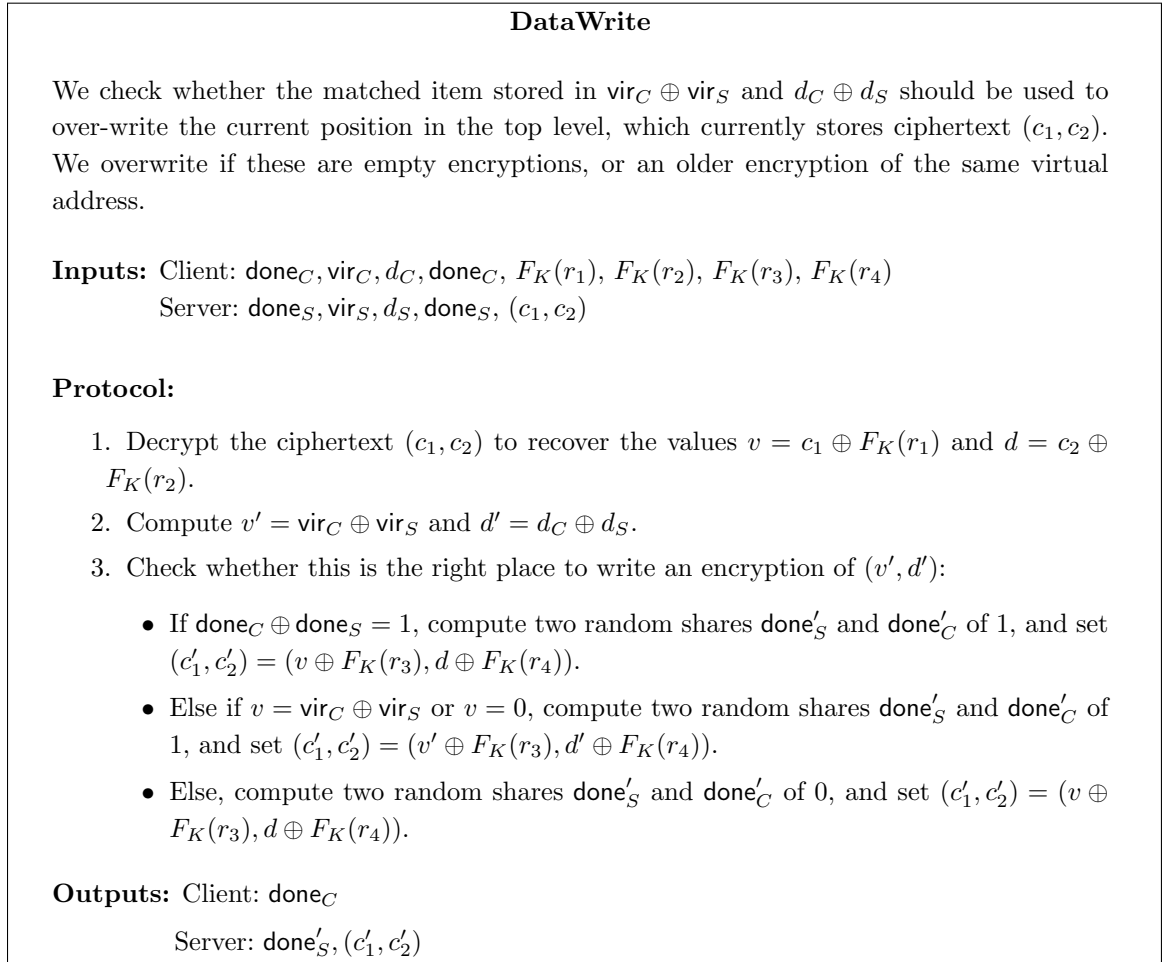 DataWrite
We check whether the matched item stored in vir_C ⊕ vir_S and d_C ⊕ d_S should be used to
over-write the current position in the top level, which currently stores ciphertext (c_1, c_2).
We overwrite if these are empty encryptions, or an older encryption of the same virtual
address.
Inputs: Client: done_C, vir_C, d_C, done_C, F_K(r_1), F_K(r_2), F_K(r_3), F_K(r_4)
Server: done_S, vir_S, d_S, done_S, (c_1, c_2)
Protocol:
1. Decrypt the ciphertext (c_1, c_2) to recover the values v = c_1 ⊕ F_K(r_1) and d = c_2 ⊕
F_K(r_2).
2. Compute v′ = vir_C ⊕ vir_S and d′ = d_C ⊕ d_S.
3. Check whether this is the right place to write an encryption of (v′, d′):
• If done_C ⊕ done_S = 1, compute two random shares done′_S and done′_C of 1, and set
(c′_1, c′_2) = (v ⊕ F_K(r_3), d ⊕ F_K(r_4)).
• Else if v = vir_C ⊕ vir_S or v = 0, compute two random shares done′_S and done′_C of
1, and set (c′_1, c′_2) = (v′ ⊕ F_K(r_3), d′ ⊕ F_K(r_4)).
• Else, compute two random shares done′_S and done′_C of 0, and set (c′_1, c′_2) = (v ⊕
F_K(r_3), d ⊕ F_K(r_4)).
Outputs: Client: done_C
Server: done′_S, (c′_1, c′_2)